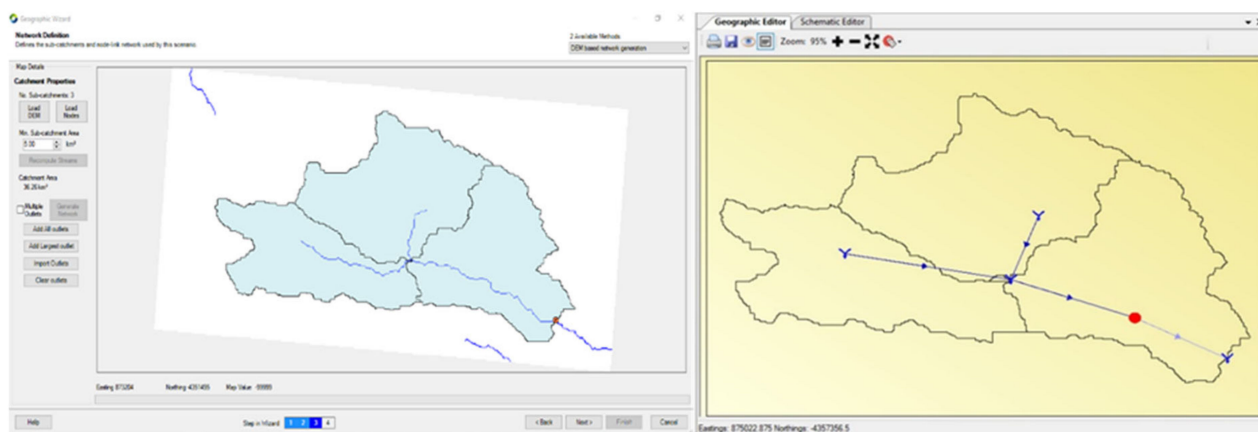 Geographic Wizard
Network Definition
Defines the sub-catchments and node-link network used by this scenario.
2 Available Methods:
DEM based network generation
Map Details
Catchment Properties
No. Sub-catchments: 3
Load DEM
Load Nodes
Min. Sub-catchment Area
5.00 km²
Recompute Streams
Catchment Area
36.26 km²
Multiple Outlets
Generate Network
Add All outlets
Add Largest outlet
Import Outlets
Clear outlets
Easting 875204 Northing -4357455 Map Value: -99999
Help
Step in Wizard 1 2 3 4
< Back
Next >
Finish
Cancel
Geographic Editor
Schematic Editor
Zoom: 95%
Eastings: 875022.875 Northings: -4357356.5